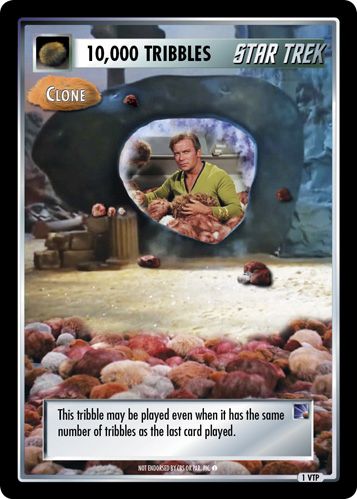 10,000 TRIBBLES
STAR TREK
CLONE
This tribble may be played even when it has the same
number of tribbles as the last card played.
NOT ENDORSED BY CBS OR PAR. PIC.
1 VTP